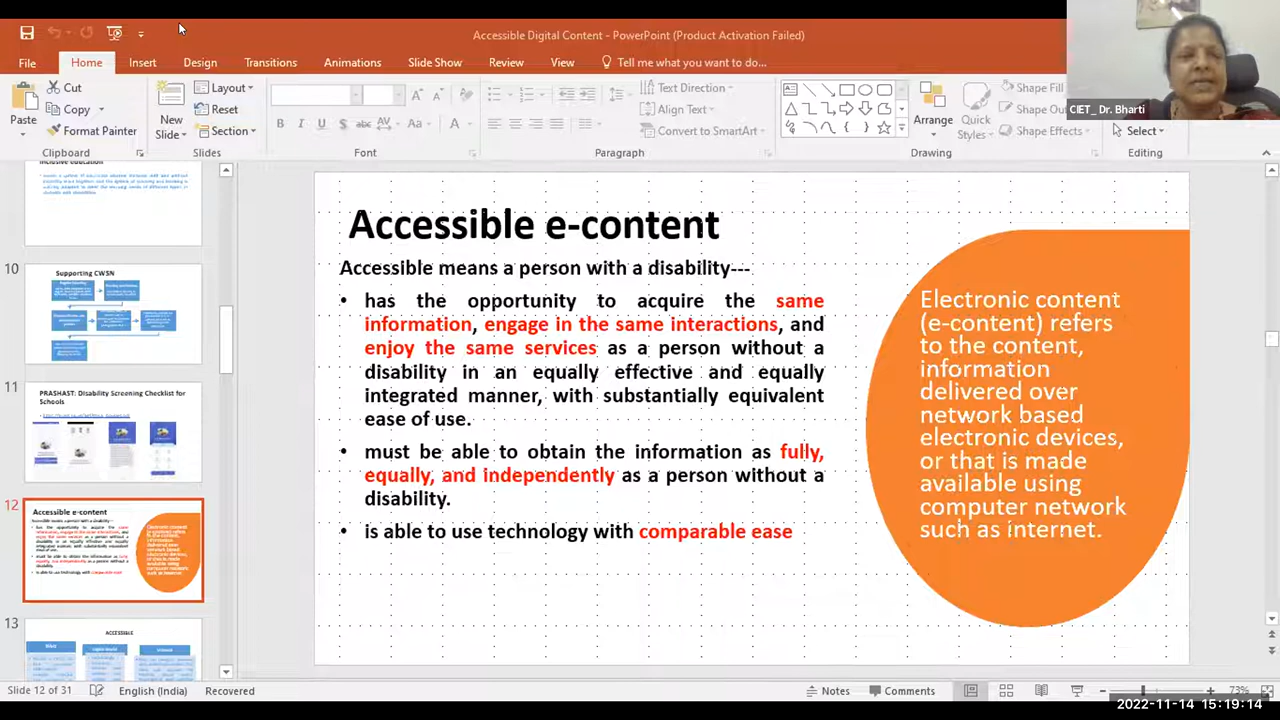 Accessible Digital Content - PowerPoint (Product Activation Failed)
File Home Insert Design Transitions Animations Slide Show Review View Tell me what you want to do...
Paste
Cut
Copy
Format Painter
Clipboard
New
Slide
Layout
Reset
Section
Slides
B I U S abc AV Aa A
Font
Text Direction
Align Text
Convert to SmartArt
Paragraph
Arrange
Quick
Styles
Shape Fill
Shape Effects
Drawing
Select
Editing
CIET_Dr. Bharti
Inclusive education
10
Supporting CWSN
11
PRASHAST: Disability Screening Checklist for
Schools
12
Accessible e-content
13
ACCESSIBLE
Accessible e-content
Accessible means a person with a disability---
• has the opportunity to acquire the same
information, engage in the same interactions, and
enjoy the same services as a person without a
disability in an equally effective and equally
integrated manner, with substantially equivalent
ease of use.
• must be able to obtain the information as fully,
equally, and independently as a person without a
disability.
• is able to use technology with comparable ease
Electronic content
(e-content) refers
to the content,
information
delivered over
network based
electronic devices,
or that is made
available using
computer network
such as internet.
Slide 12 of 31 English (India) Recovered Notes Comments 73%
2022-11-14 15:19:14